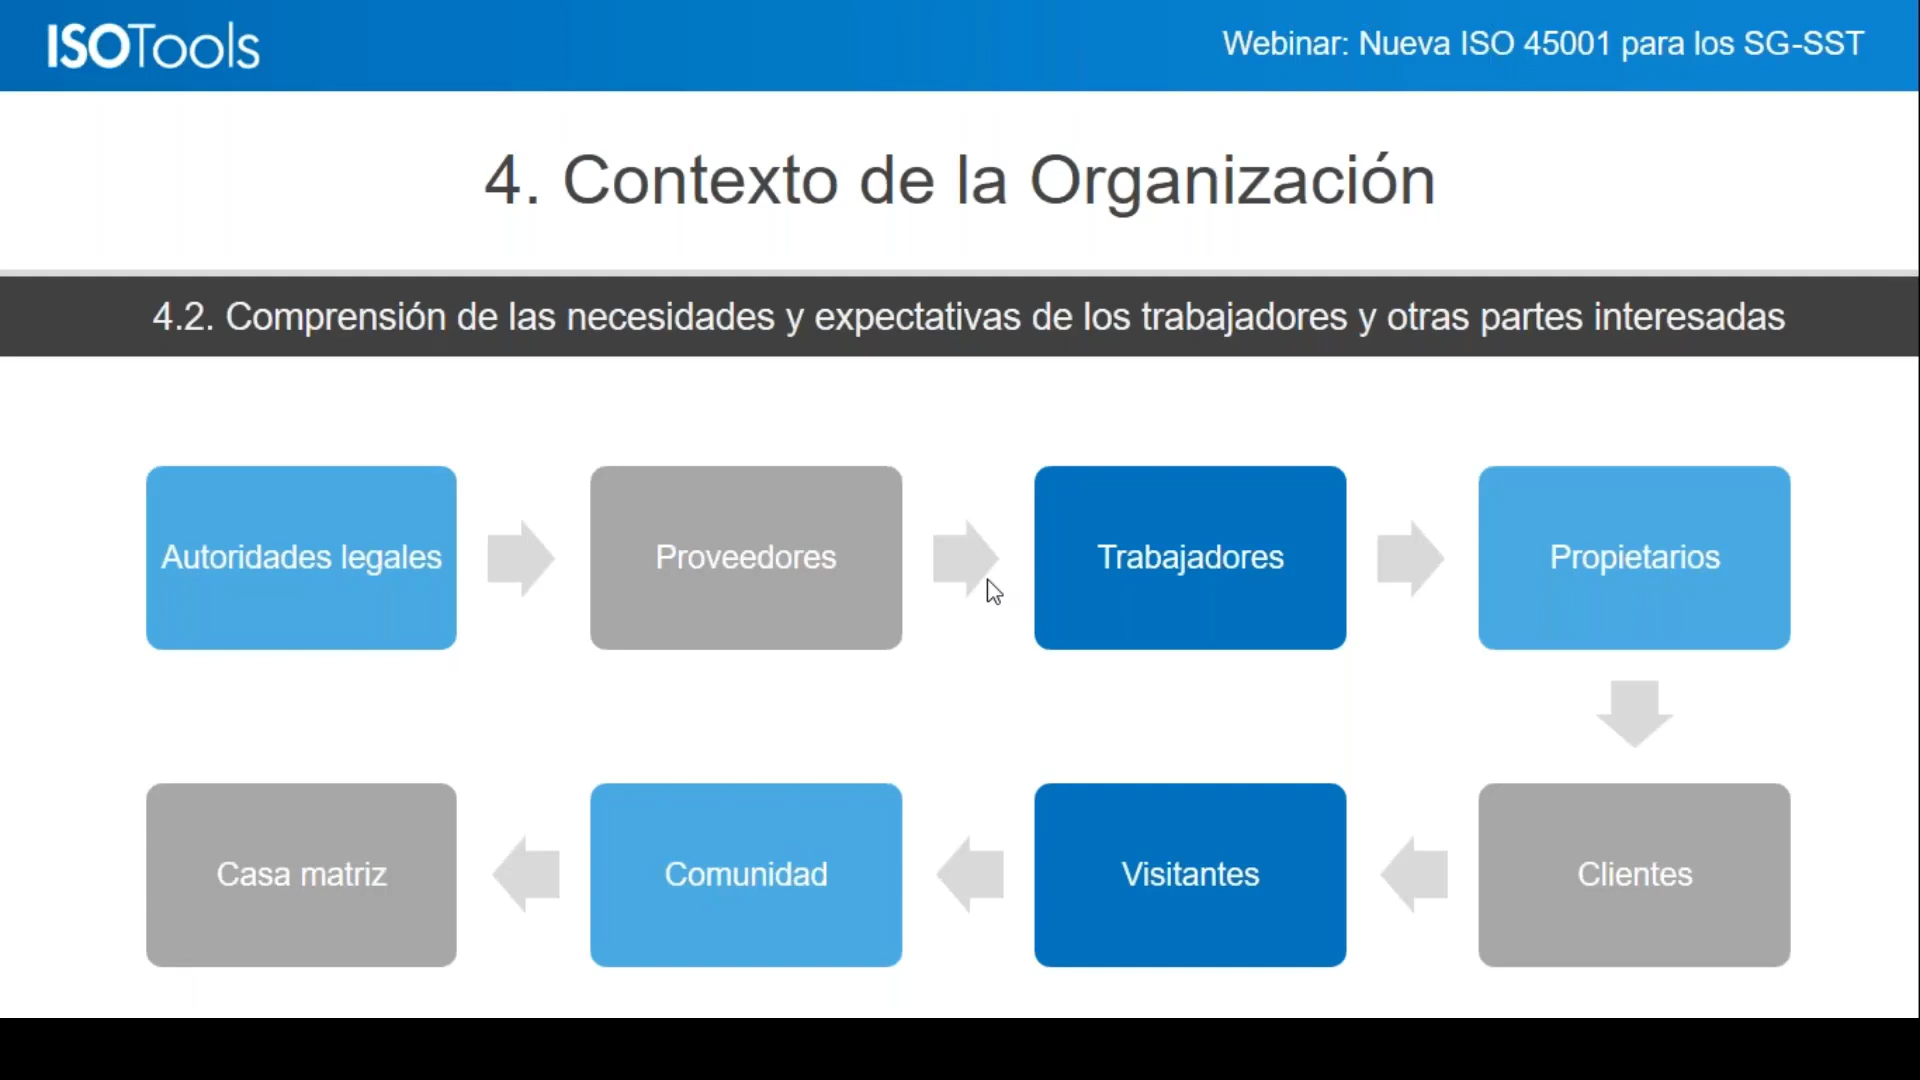 ISOTools
Webinar: Nueva ISO 45001 para los SG-SST
4. Contexto de la Organización
4.2. Comprensión de las necesidades y expectativas de los trabajadores y otras partes interesadas
Autoridades legales
Proveedores
Trabajadores
Propietarios
Casa matriz
Comunidad
Visitantes
Clientes